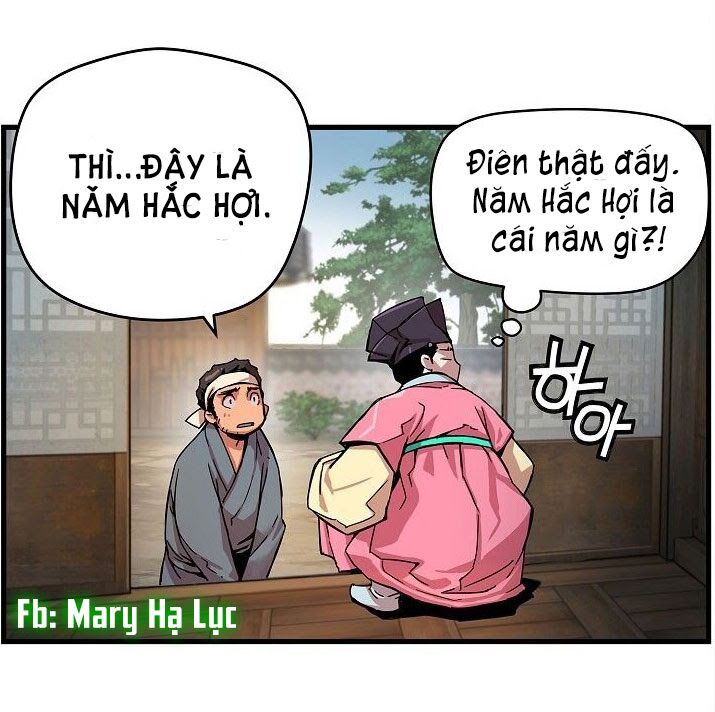 THÌ...ĐÂY LÀ
NĂM HẮC HỢI.
Điên thật đấy.
Năm Hắc Hợi là
cái năm gì?!
하아
Fb: Mary Hạ Lục